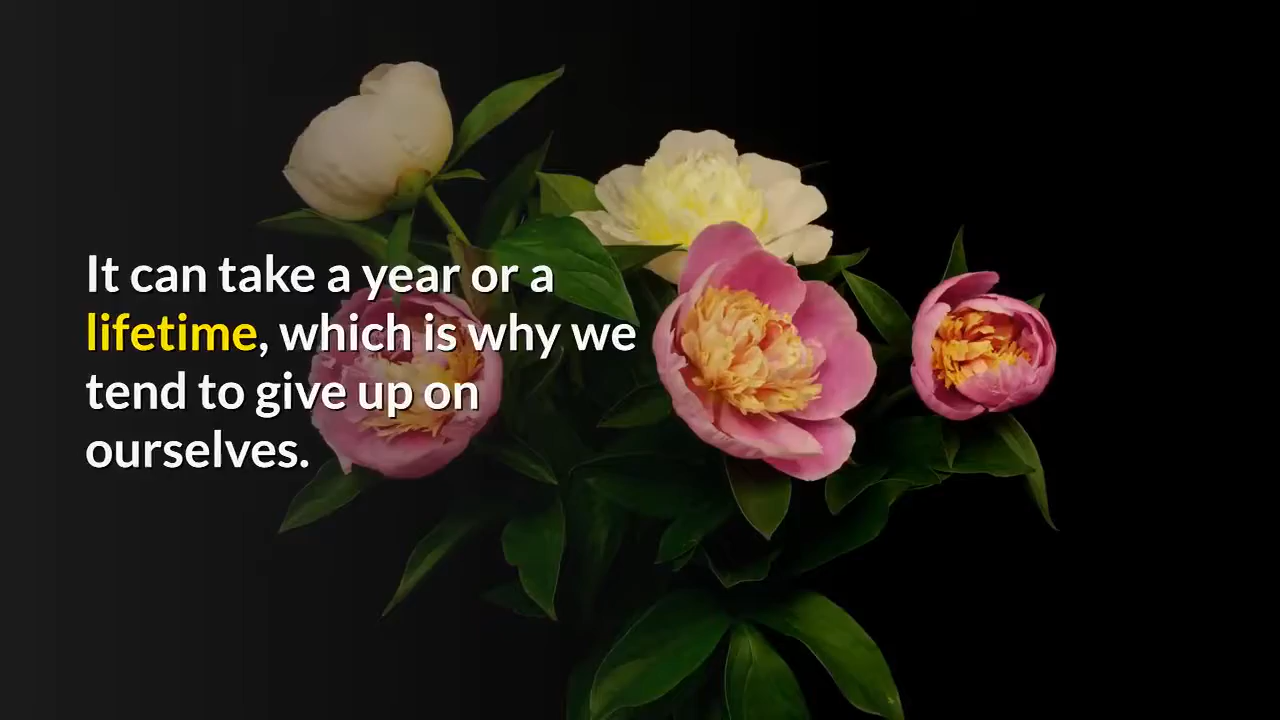 It can take a year or a
lifetime, which is why we
tend to give up on
ourselves.